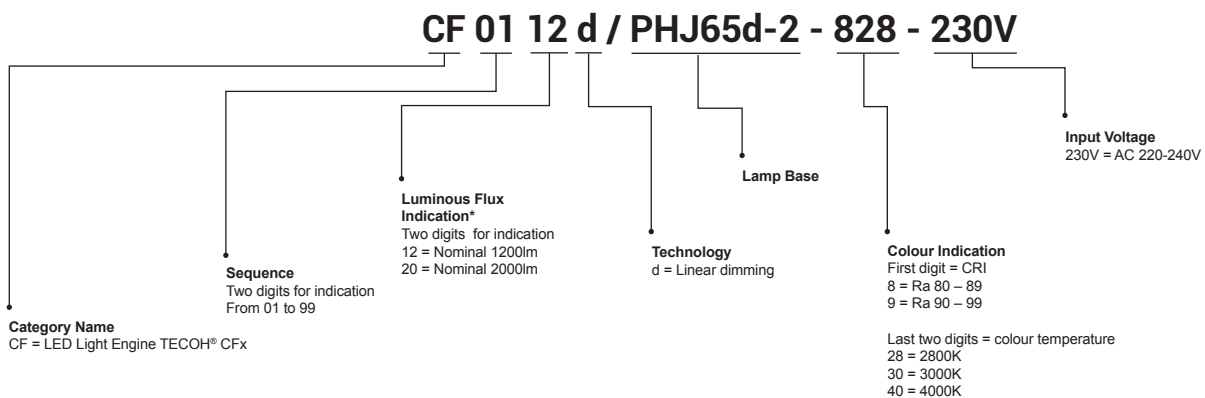 CF 01 12 d / PHJ65d-2 - 828 - 230V
Category Name
CF = LED Light Engine TECOH® CFx
Sequence
Two digits for indication
From 01 to 99
Luminous Flux
Indication*
Two digits for indication
12 = Nominal 1200lm
20 = Nominal 2000lm
Technology
d = Linear dimming
Lamp Base
Colour Indication
First digit = CRI
8 = Ra 80 – 89
9 = Ra 90 – 99
Last two digits = colour temperature
28 = 2800K
30 = 3000K
40 = 4000K
Input Voltage
230V = AC 220-240V